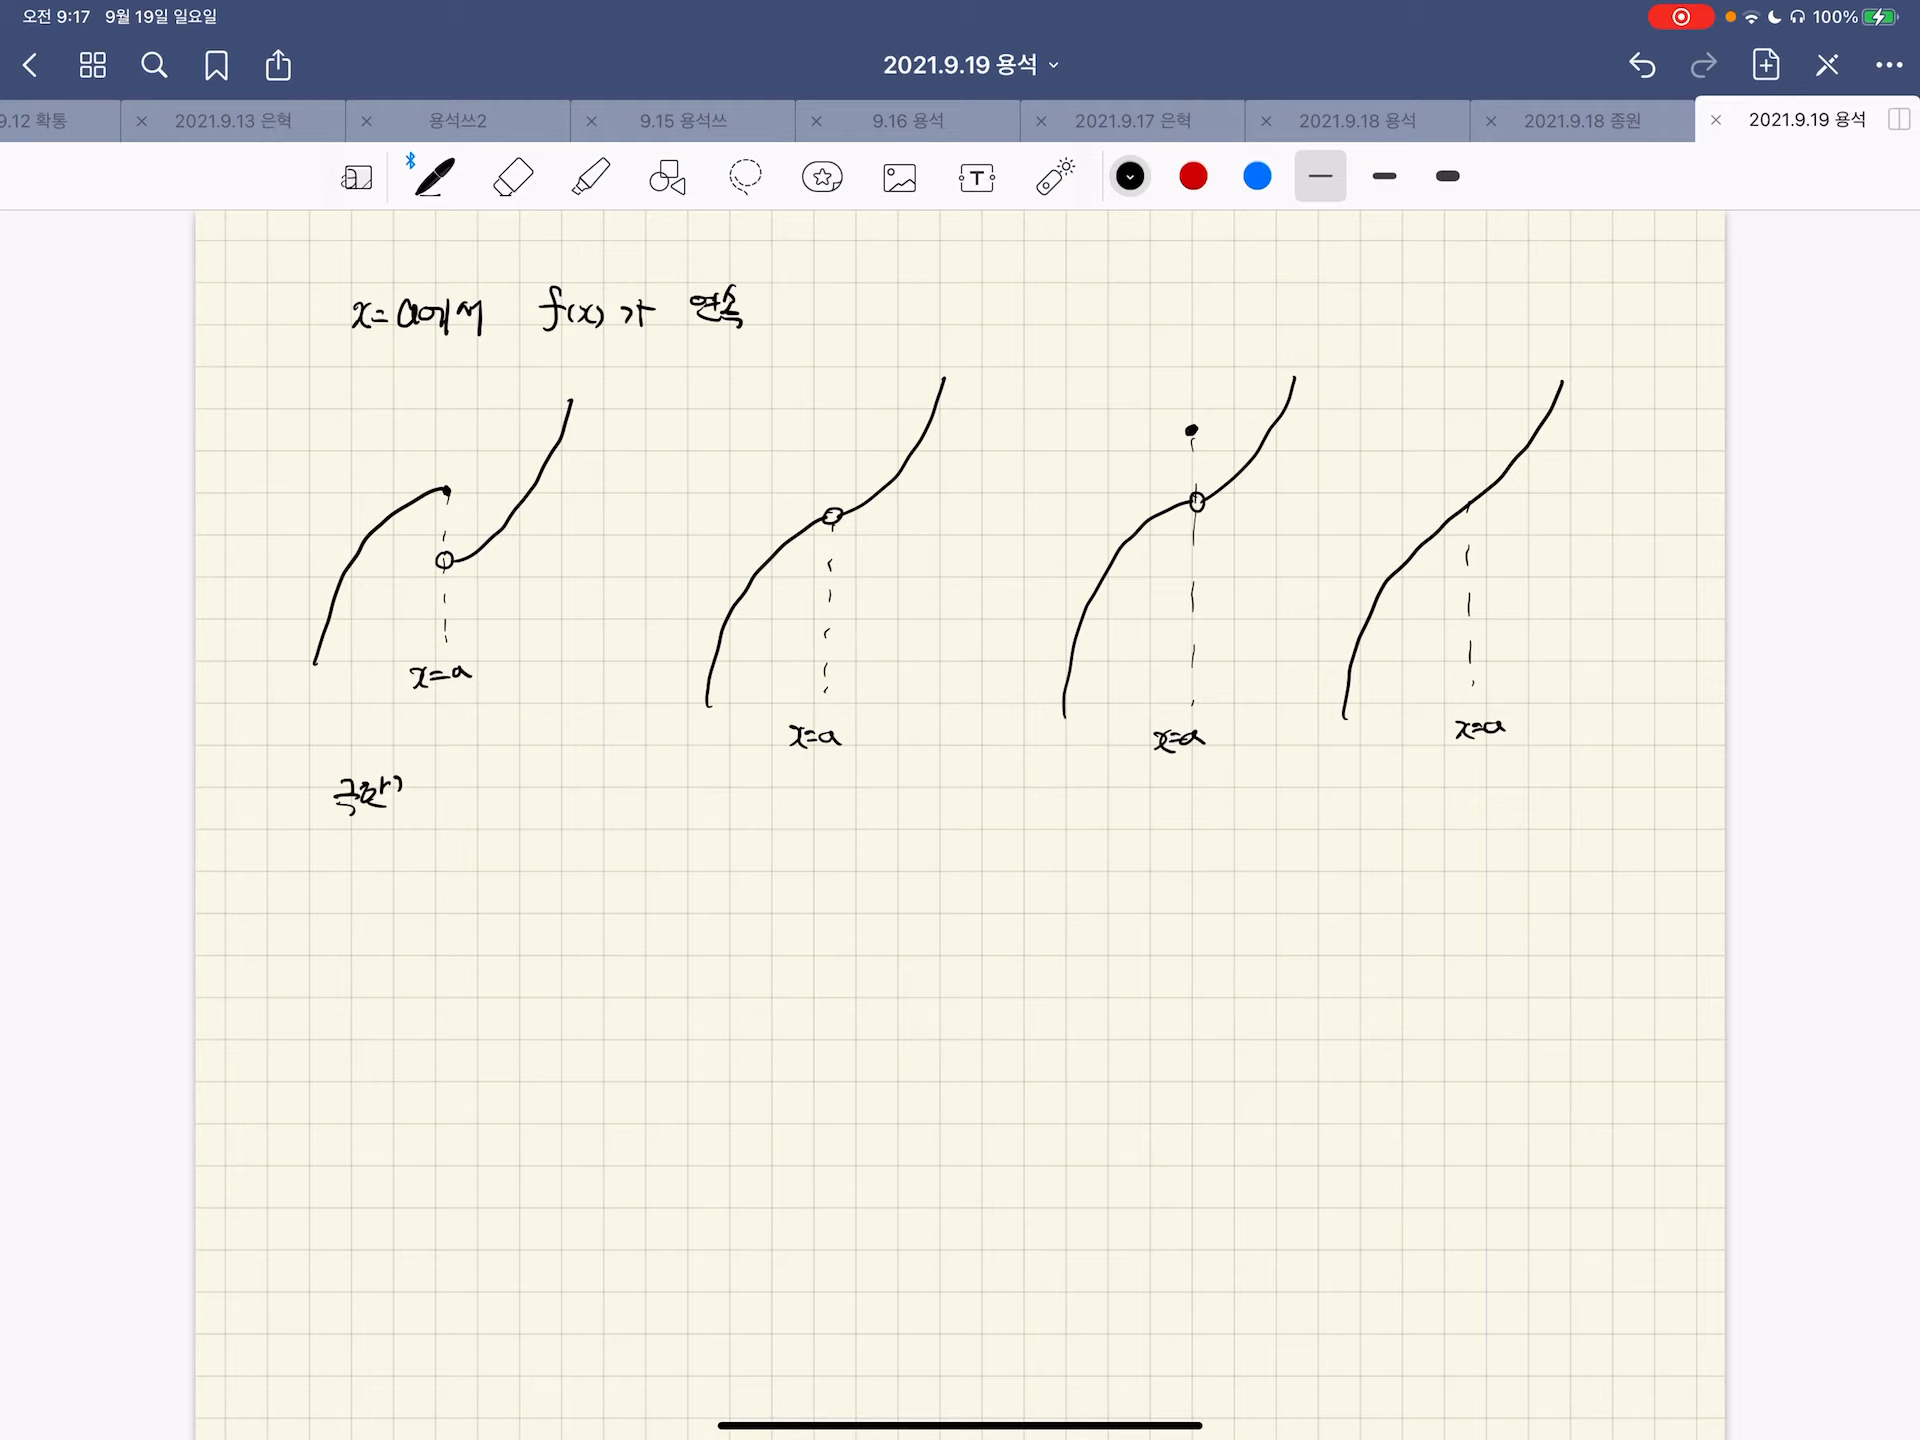 오전 9:17 9월 19일 일요일 100%
2021.9.19 용석
9.12 확통 2021.9.13 은혁 용석쓰2 9.15 용석쓰 9.16 용석 2021.9.17 은혁 2021.9.18 용석 2021.9.18 종원 2021.9.19 용석
x=a에서 f(x)가 연속
x=a x=a x=a x=a